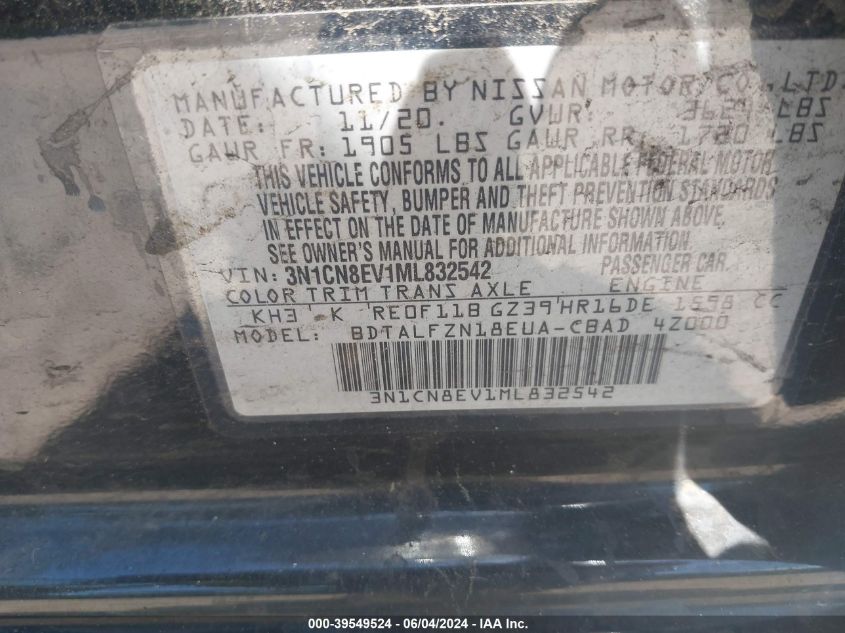 MANUFACTURED BY NISSAN MOTOR CO., LTD.
DATE: 11/20. GVWR: 3629 LBS
GAWR FR: 1905 LBS GAWR RR: 1720 LBS
THIS VEHICLE CONFORMS TO ALL APPLICABLE FEDERAL MOTOR
VEHICLE SAFETY, BUMPER AND THEFT PREVENTION STANDARDS
IN EFFECT ON THE DATE OF MANUFACTURE SHOWN ABOVE.
SEE OWNER'S MANUAL FOR ADDITIONAL INFORMATION.
VIN: 3N1CN8EV1ML832542 PASSENGER CAR.
COLOR TRIM TRANS AXLE ENGINE
KH3 K RE0F11B GZ39 HR16DE 1598 CC
MODEL: BDTALFZN18EUA-CBAD 4Z000
3N1CN8EV1ML832542
000-39549524 - 06/04/2024 - IAA Inc.